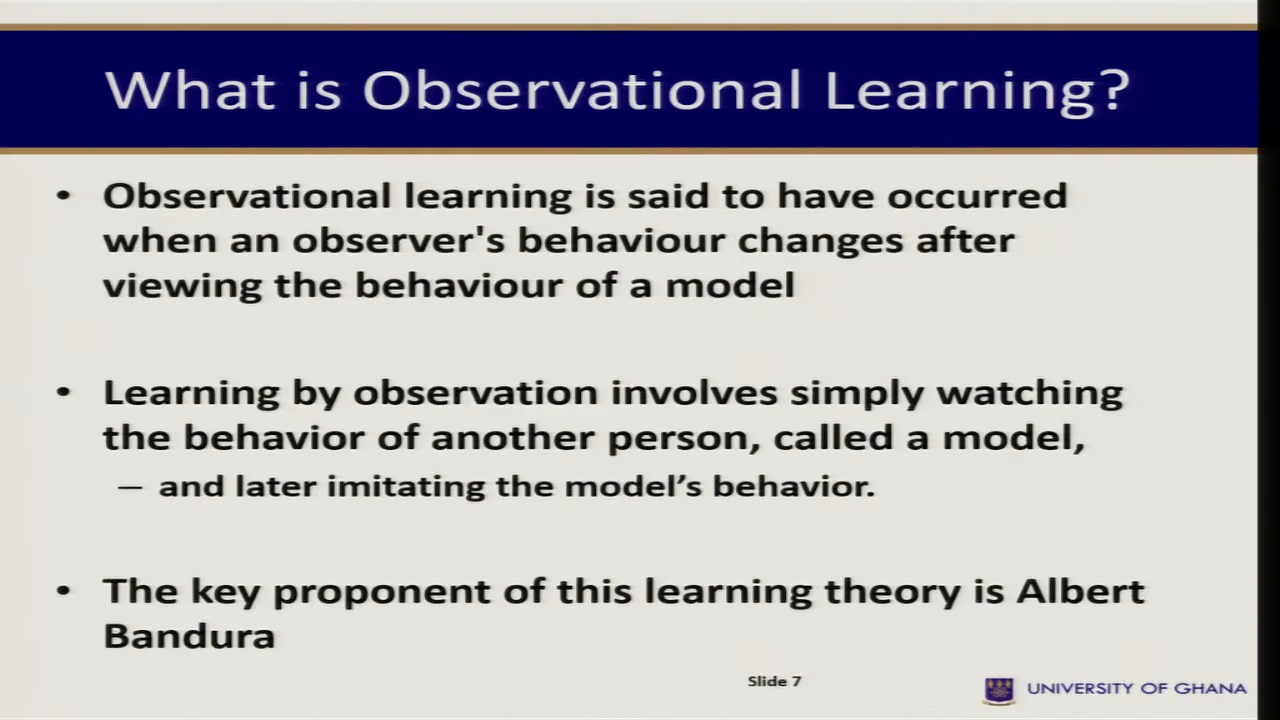 What is Observational Learning?
• Observational learning is said to have occurred
when an observer's behaviour changes after
viewing the behaviour of a model
• Learning by observation involves simply watching
the behavior of another person, called a model,
– and later imitating the model’s behavior.
• The key proponent of this learning theory is Albert
Bandura
Slide 7
UNIVERSITY OF GHANA